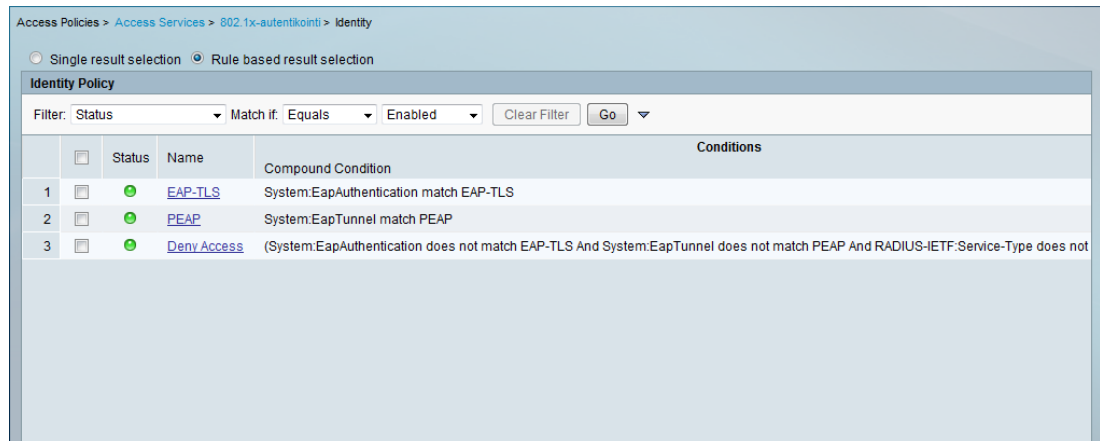 Access Policies > Access Services > 802.1x-autentikointi > Identity
Single result selection Rule based result selection
Identity Policy
Filter: Status Match if: Equals Enabled Clear Filter Go
Conditions
Status Name Compound Condition
1 EAP-TLS System:EapAuthentication match EAP-TLS
2 PEAP System:EapTunnel match PEAP
3 Deny Access (System:EapAuthentication does not match EAP-TLS And System:EapTunnel does not match PEAP And RADIUS-IETF:Service-Type does not